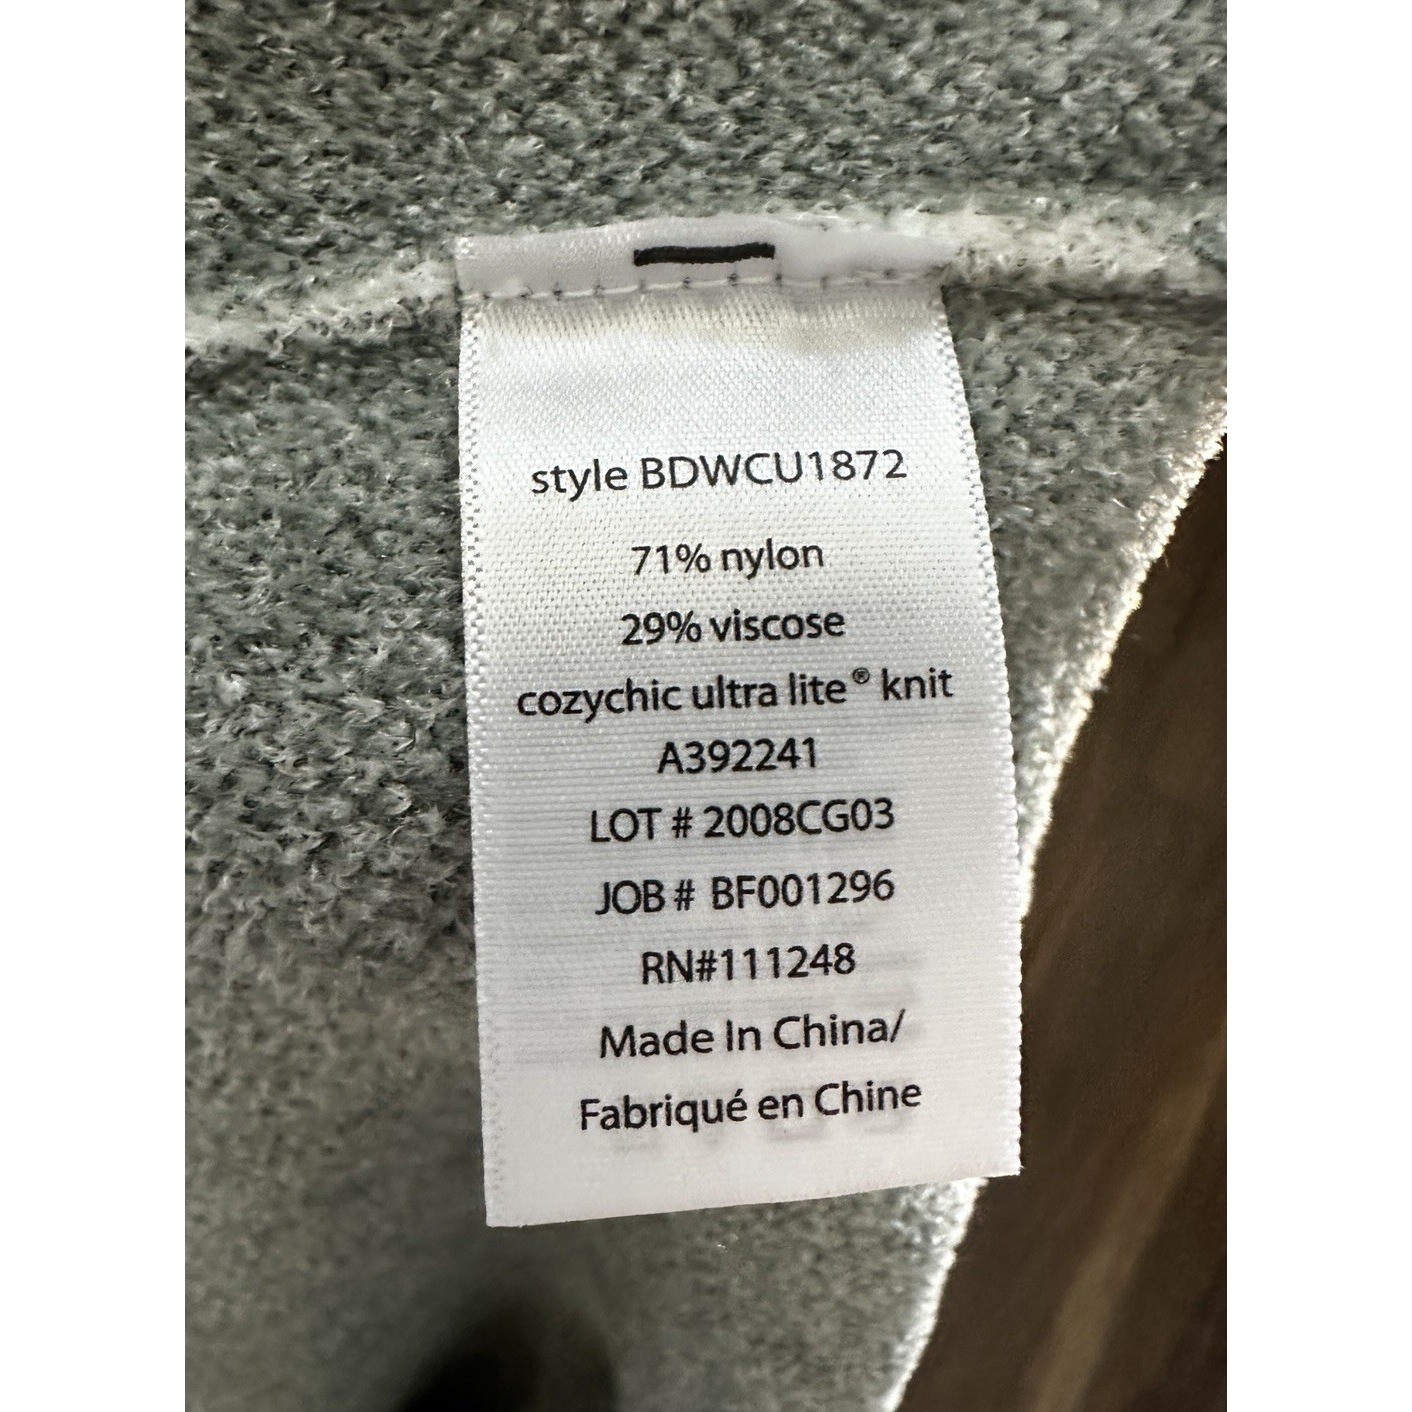 style BDWCU1872
71% nylon
29% viscose
cozychic ultra lite® knit
A392241
LOT # 2008CG03
JOB # BF001296
RN#111248
Made In China/
Fabriqué en Chine